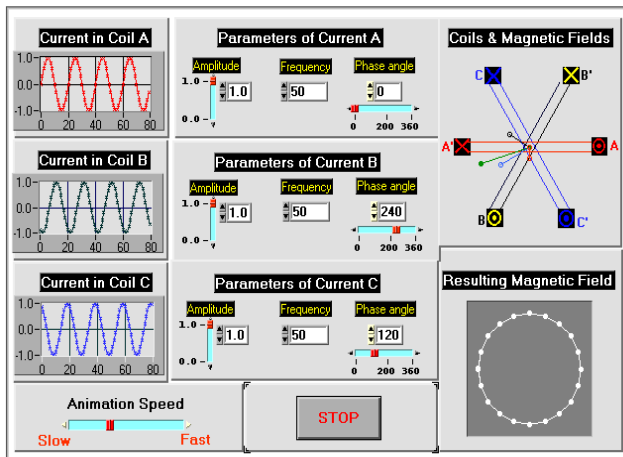 Current in Coil A
1.0
0.0
-1.0
0 20 40 60 80
Parameters of Current A
Amplitude Frequency Phase angle
1.0
0.0
1.0
50
0
0 200 360
Coils & Magnetic Fields
C B'
A' A
B C'
Current in Coil B
1.0
0.0
-1.0
0 20 40 60 80
Parameters of Current B
Amplitude Frequency Phase angle
1.0
0.0
1.0
50
240
0 200 360
Current in Coil C
1.0
0.0
-1.0
0 20 40 60 80
Parameters of Current C
Amplitude Frequency Phase angle
1.0
0.0
1.0
50
120
0 200 360
Resulting Magnetic Field
Animation Speed
Slow Fast
STOP